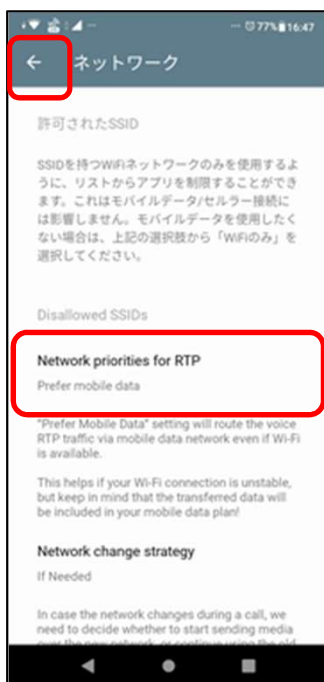 77% 16:47
← ネットワーク
許可されたSSID
SSIDを持つWiFiネットワークのみを使用するよ
うに、リストからアプリを制限することができ
ます。これはモバイルデータ/セルラー接続に
は影響しません。モバイルデータを使用したく
ない場合は、上記の選択肢から「WiFiのみ」を
選択してください。
Disallowed SSIDs
Network priorities for RTP
Prefer mobile data
"Prefer Mobile Data" setting will route the voice
RTP traffic via mobile data network even if Wi-Fi
is available.
This helps if your Wi-Fi connection is unstable,
but keep in mind that the transferred data will
be included in your mobile data plan!
Network change strategy
If Needed
In case the network changes during a call, we
need to decide whether to start sending media
over the new network, or continue using the old